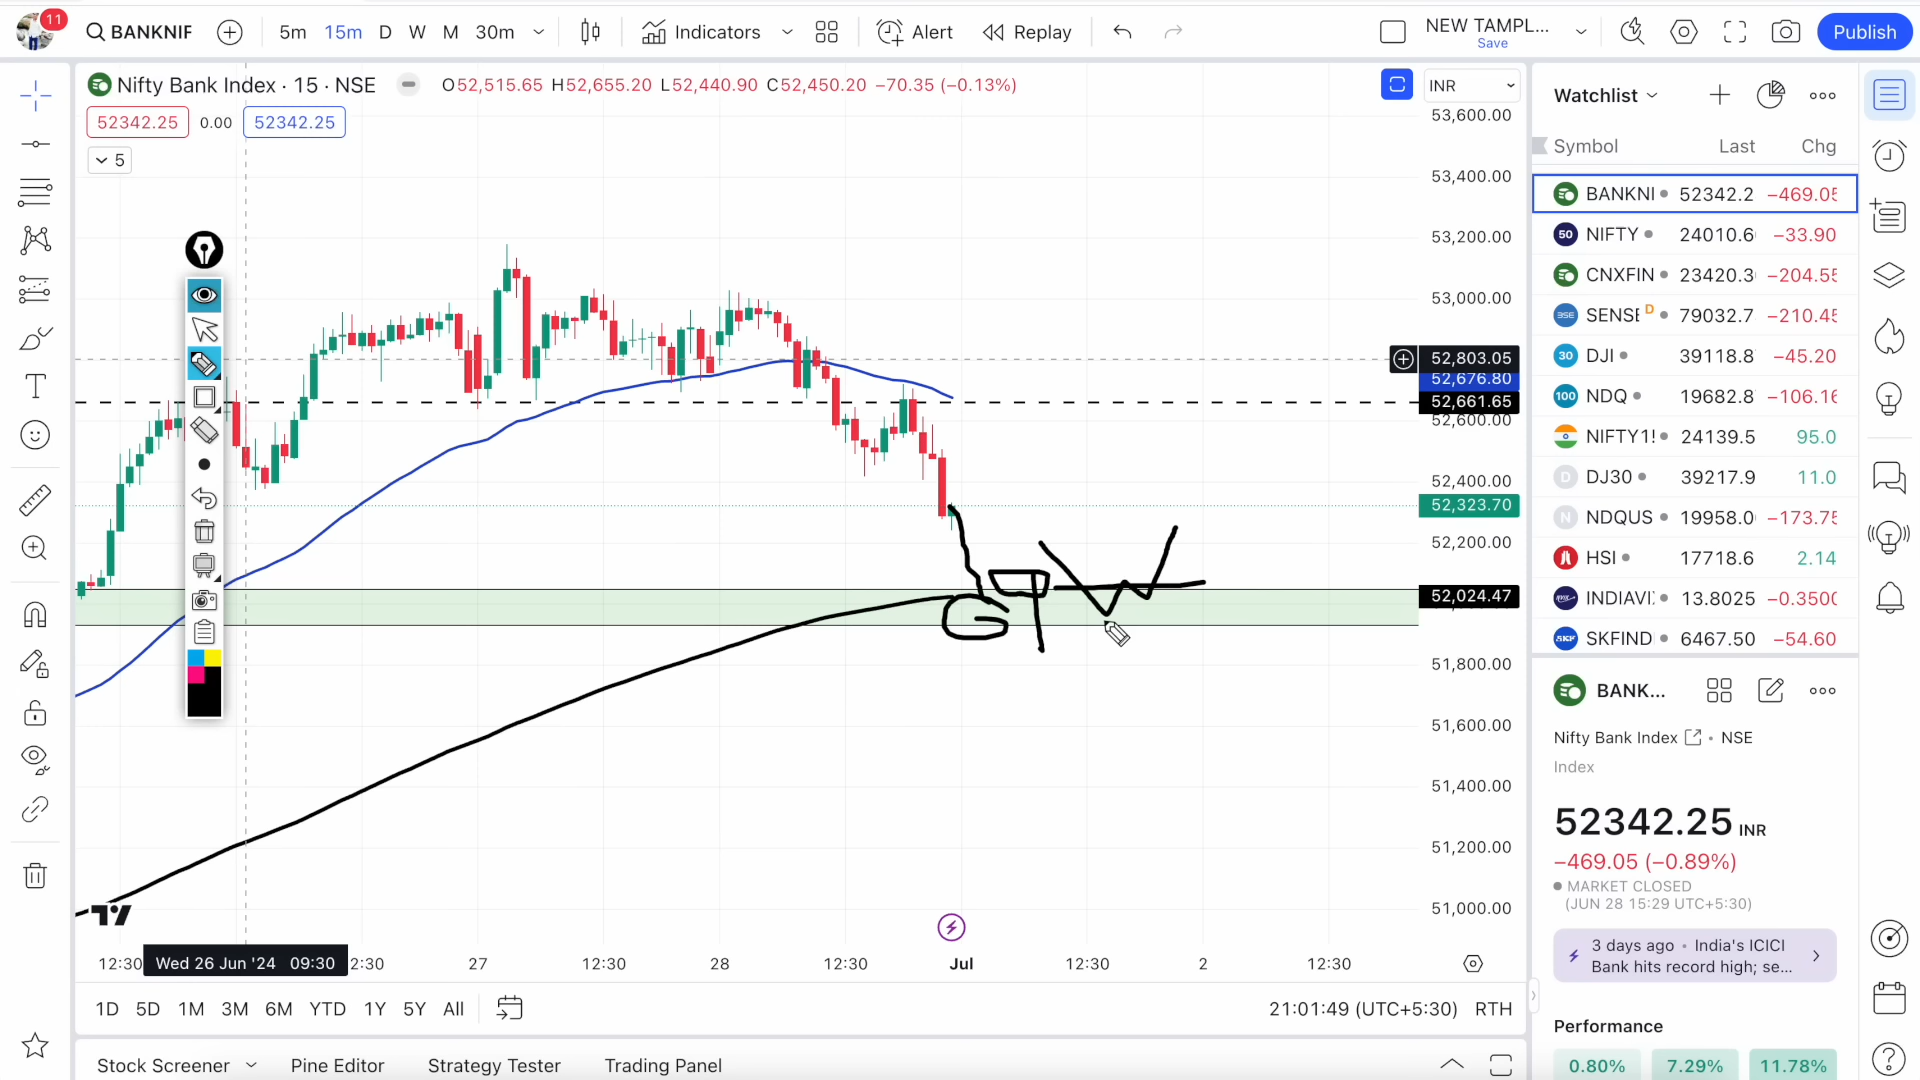 11
BANKNIF
5m 15m D W M 30m
Indicators
Alert
Replay
NEW TAMPL...
Save
Publish
Nifty Bank Index · 15 · NSE
O52,515.65 H52,655.20 L52,440.90 C52,450.20 −70.35 (−0.13%)
52342.25 0.00 52342.25
5
INR
53,600.00
53,400.00
53,200.00
53,000.00
52,803.05
52,676.80
52,661.65
52,600.00
52,400.00
52,323.70
52,200.00
52,024.47
51,800.00
51,600.00
51,400.00
51,200.00
51,000.00
G T W
12:30 Wed 26 Jun '24 09:30 2:30 27 12:30 28 12:30 Jul 12:30 2 12:30
1D 5D 1M 3M 6M YTD 1Y 5Y All
21:01:49 (UTC+5:30) RTH
Stock Screener Pine Editor Strategy Tester Trading Panel
Watchlist
Symbol Last Chg
BANKNI 52342.2 −469.05
50 NIFTY 24010.6 −33.90
CNXFIN 23420.3 −204.55
BSE SENSE D 79032.7 −210.45
30 DJI 39118.8 −45.20
100 NDQ 19682.8 −106.16
NIFTY1! 24139.5 95.0
D DJ30 39217.9 11.0
N NDQUS 19958.0 −173.75
HSI 17718.6 2.14
INDIAVI 13.8025 −0.3500
SKF SKFIND 6467.50 −54.60
BANK...
Nifty Bank Index • NSE
Index
52342.25 INR
−469.05 (−0.89%)
MARKET CLOSED
(JUN 28 15:29 UTC+5:30)
3 days ago • India's ICICI
Bank hits record high; se...
Performance
0.80% 7.29% 11.78%